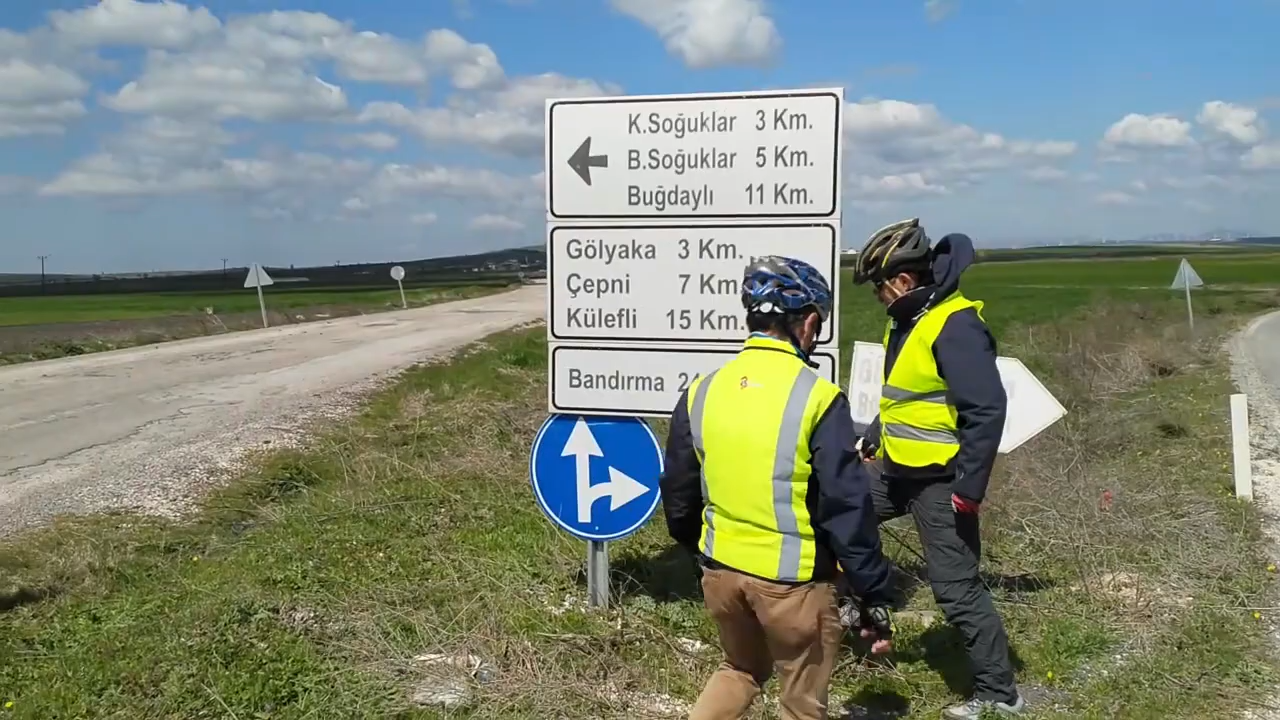 K.Soğuklar 3 Km.
B.Soğuklar 5 Km.
Buğdaylı 11 Km.
Gölyaka 3 Km.
Çepni 7 Km.
Külefli 15 Km.
Bandırma